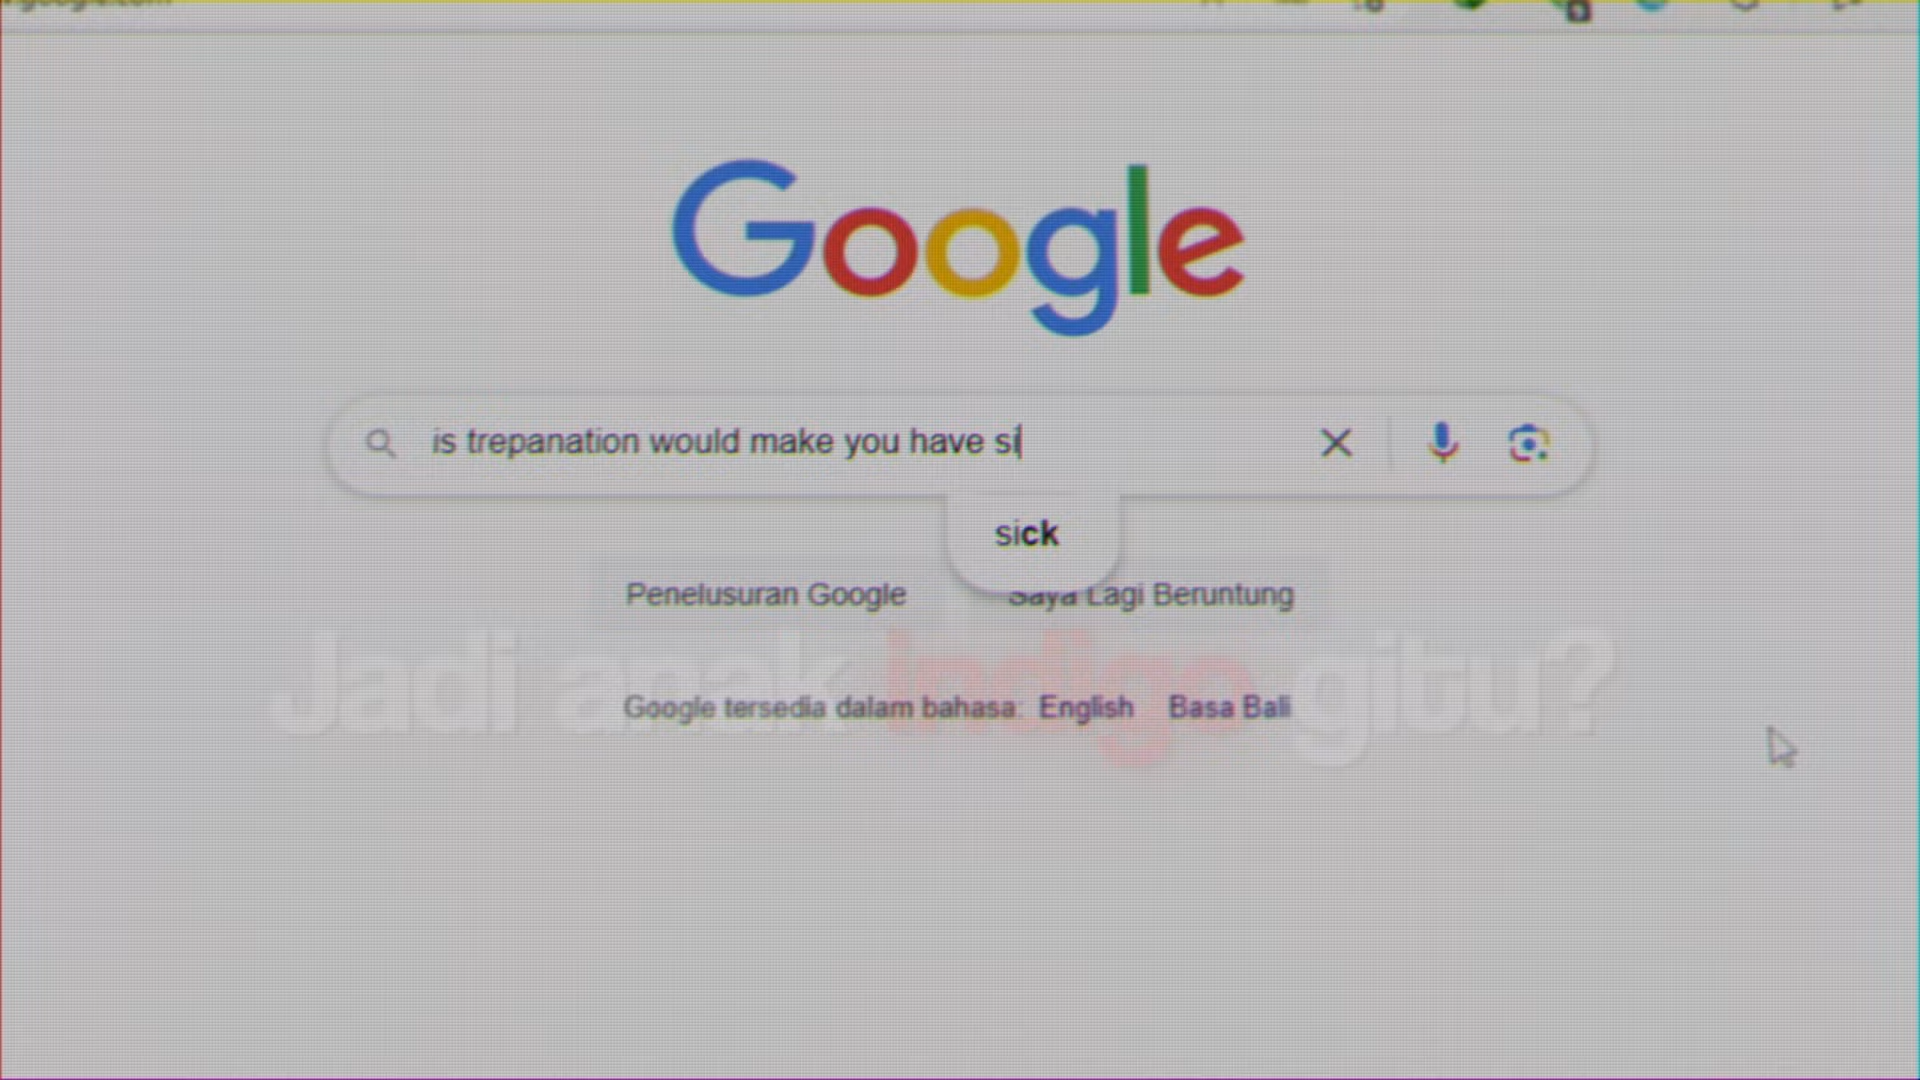 Google
is trepanation would make you have si
sick
Penelusuran Google
Saya Lagi Beruntung
Jadi anak indigo gitu?
Google tersedia dalam bahasa: English Basa Bali